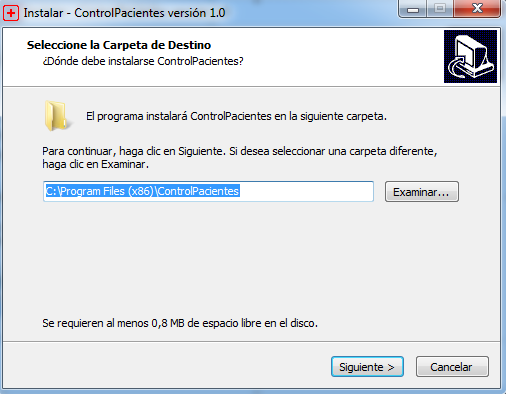 Instalar - ControlPacientes versión 1.0
Seleccione la Carpeta de Destino
¿Dónde debe instalarse ControlPacientes?
El programa instalará ControlPacientes en la siguiente carpeta.
Para continuar, haga clic en Siguiente. Si desea seleccionar una carpeta diferente,
haga clic en Examinar.
C:\Program Files (x86)\ControlPacientes
Examinar...
Se requieren al menos 0,8 MB de espacio libre en el disco.
Siguiente >
Cancelar